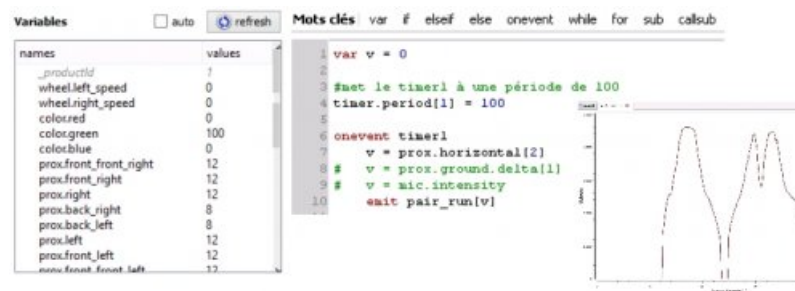 Variables
auto
refresh
names values
_productId 1
wheel.left_speed 0
wheel.right_speed 0
color.red 0
color.green 100
color.blue 0
prox.front_front_right 12
prox.front_right 12
prox.right 12
prox.back_right 8
prox.back_left 8
prox.left 12
prox.front_left 12
prox.front_front_left 12
Mots clés var if elseif else onevent while for sub callsub
1 var v = 0
2
3 #met le timer1 à une période de 100
4 timer.period[1] = 100
5
6 onevent timer1
7 v = prox.horizontal[2]
8 # v = prox.ground.delta[1]
9 # v = mic.intensity
10 emit pair_run[v]